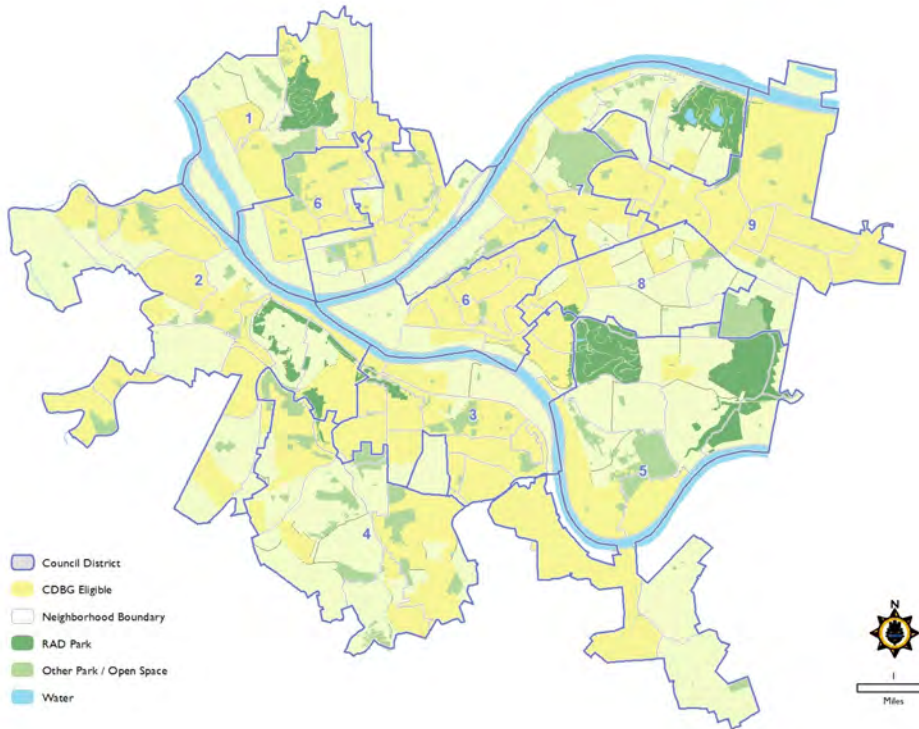 1
6
7
9
2
6
8
3
5
4
Council District
CDBG Eligible
Neighborhood Boundary
RAD Park
Other Park / Open Space
Water
N
1
Miles